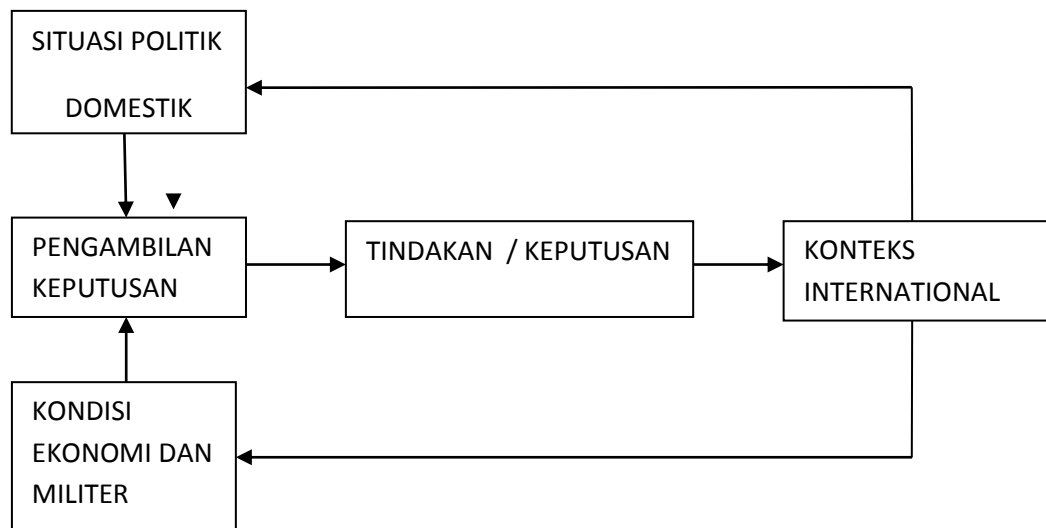 SITUASI POLITIK
DOMESTIK
PENGAMBILAN
KEPUTUSAN
TINDAKAN / KEPUTUSAN
KONTEKS
INTERNATIONAL
KONDISI
EKONOMI DAN
MILITER